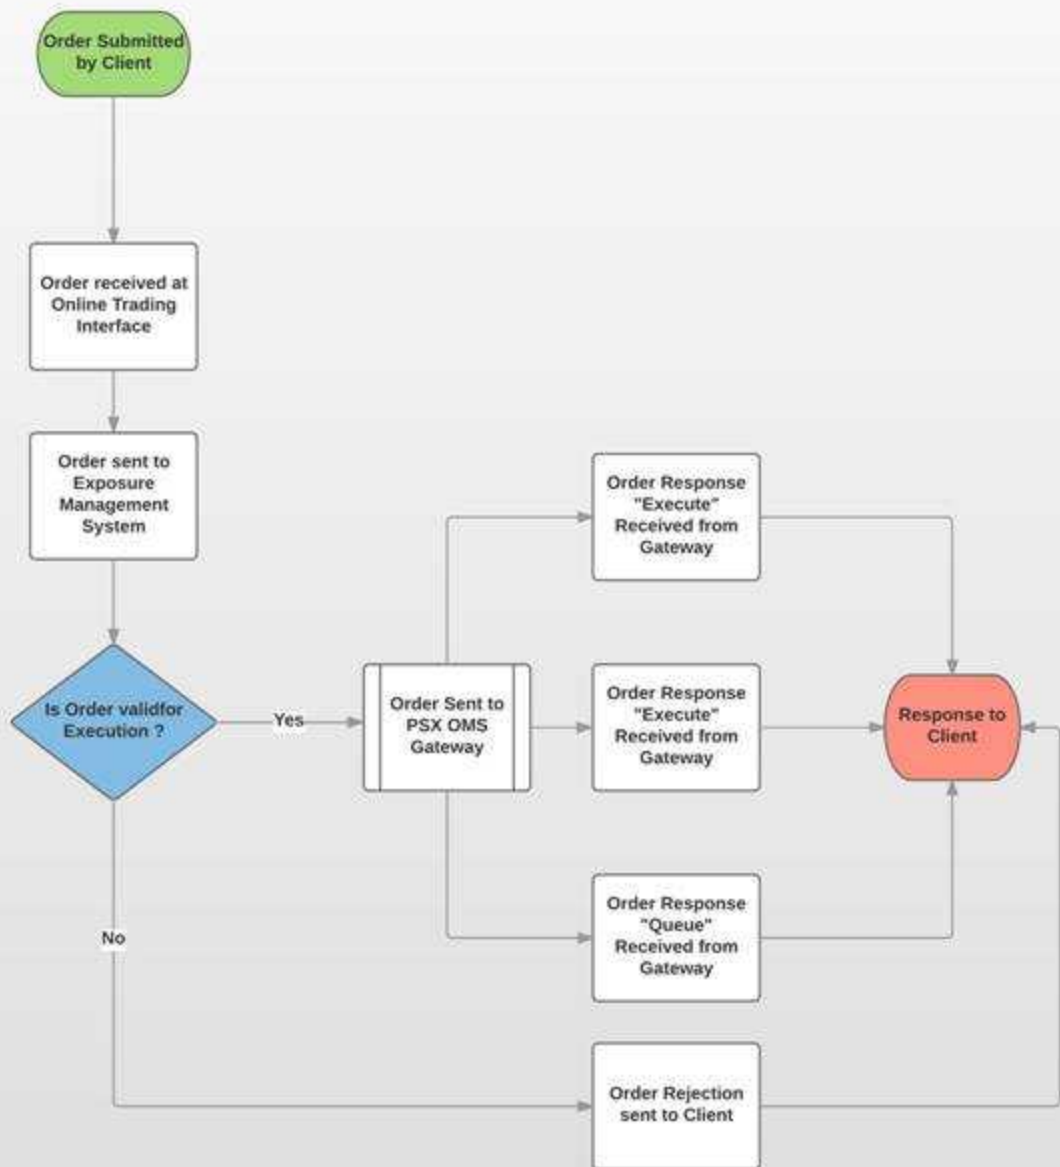 Order Submitted
by Client
Order received at
Online Trading
Interface
Order sent to
Exposure
Management
System
Is Order validfor
Execution ?
Yes
No
Order Sent to
PSX OMS
Gateway
Order Response
"Execute"
Received from
Gateway
Order Response
"Execute"
Received from
Gateway
Order Response
"Queue"
Received from
Gateway
Order Rejection
sent to Client
Response to
Client